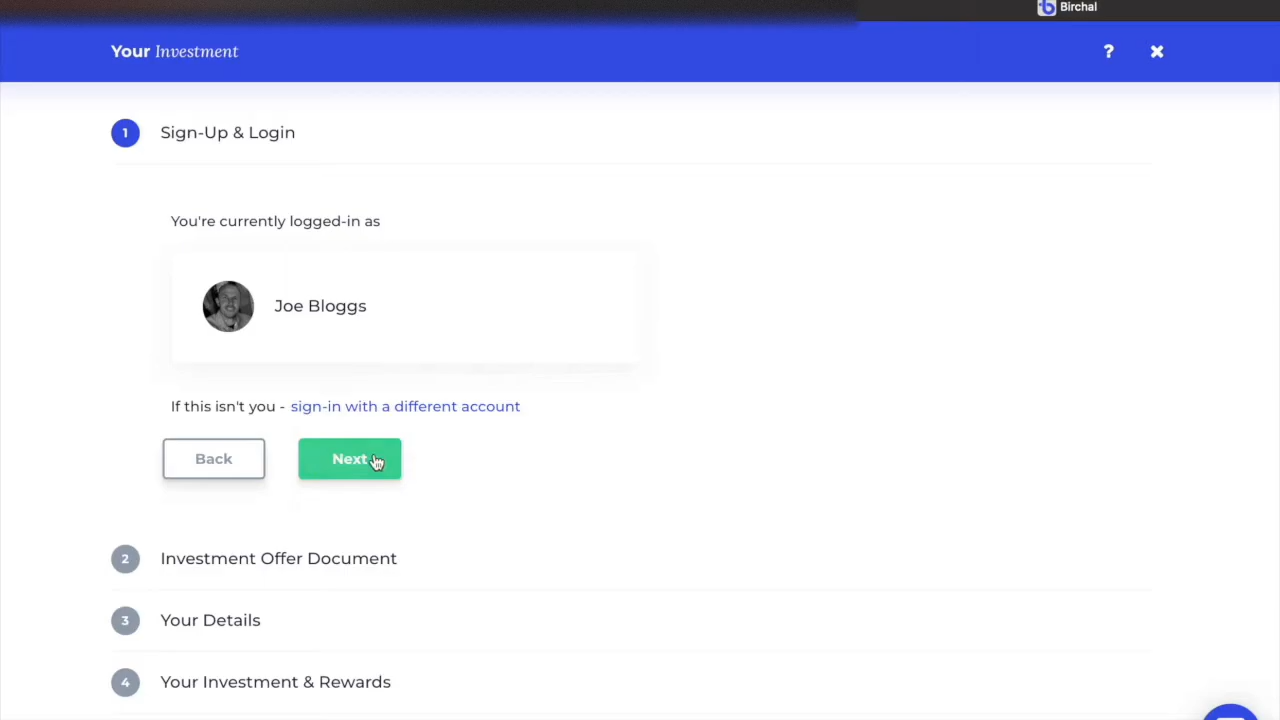 Birchal
Your Investment
?
1 Sign-Up & Login
You're currently logged-in as
Joe Bloggs
If this isn't you - sign-in with a different account
Back Next
2 Investment Offer Document
3 Your Details
4 Your Investment & Rewards